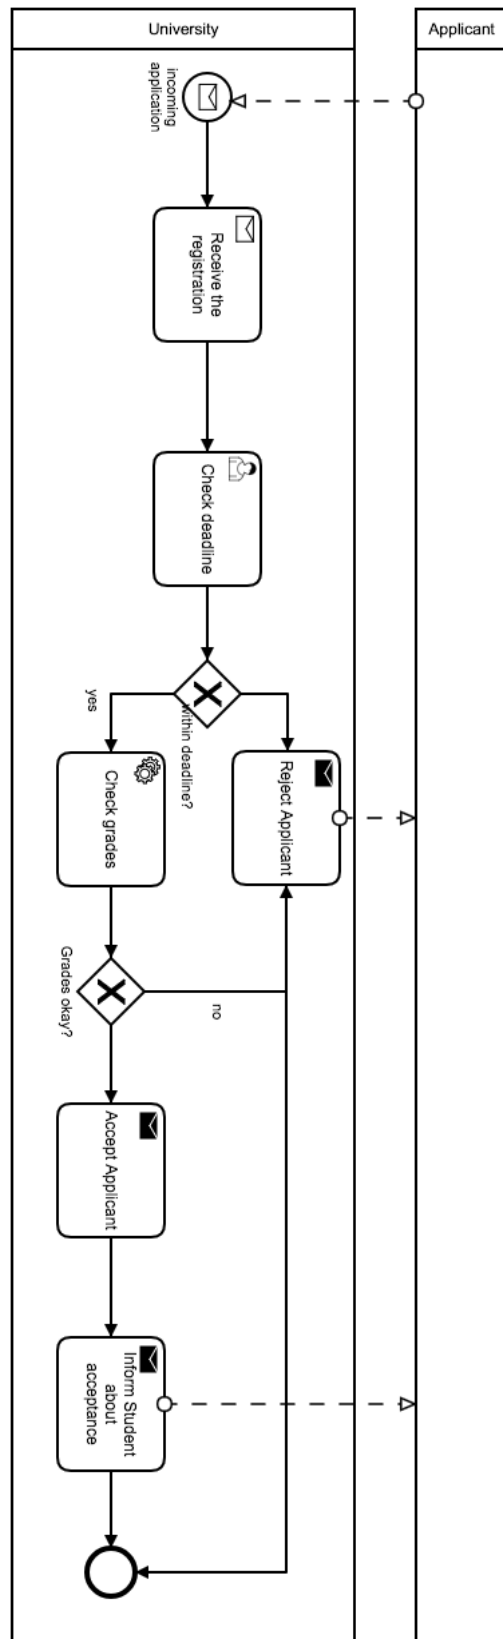 University
Applicant
incoming
application
Receive the
registration
Check deadline
within deadline?
yes
Reject Applicant
Check grades
Grades okay?
no
Accept Applicant
Inform Student
about
acceptance